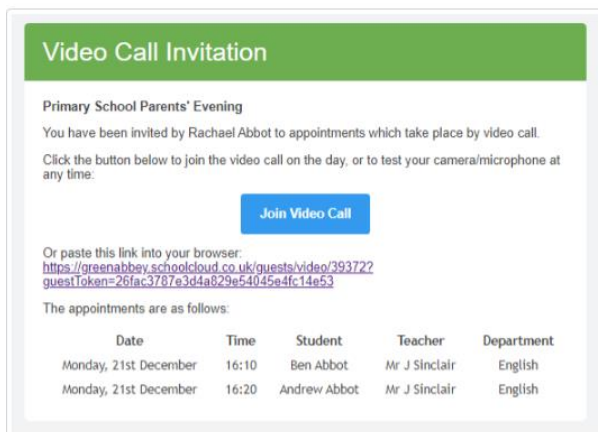 Video Call Invitation
Primary School Parents' Evening
You have been invited by Rachael Abbot to appointments which take place by video call.
Click the button below to join the video call on the day, or to test your camera/microphone at
any time:
Join Video Call
Or paste this link into your browser:
https://greenabbey.schoolcloud.co.uk/guests/video/39372?
guestToken=26fac3787e3d4a829e54045e4fc14e53
The appointments are as follows:
Date Time Student Teacher Department
Monday, 21st December 16:10 Ben Abbot Mr J Sinclair English
Monday, 21st December 16:20 Andrew Abbot Mr J Sinclair English